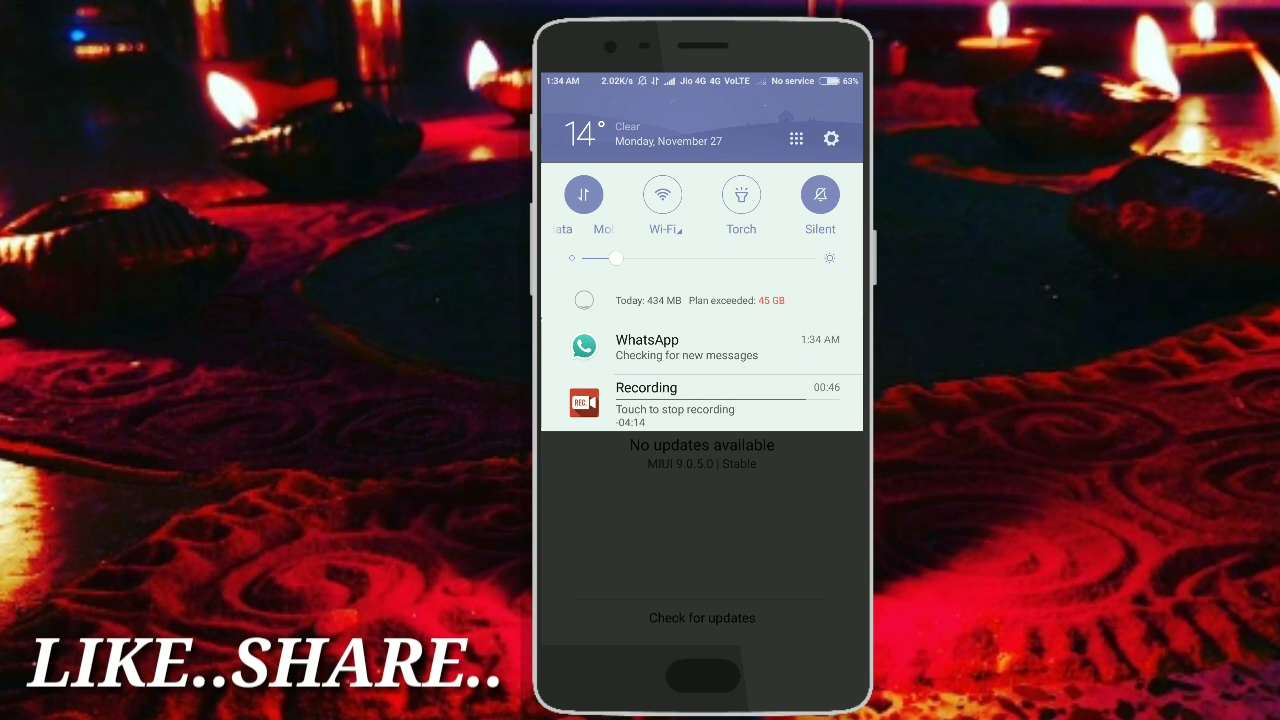 1:34 AM 2.02K/s Jio 4G 4G VoLTE No service 63%
14° Clear
Monday, November 27
ata Mo Wi-Fi Torch Silent
Today: 434 MB Plan exceeded: 45 GB
WhatsApp 1:34 AM
Checking for new messages
Recording 00:46
REC.
Touch to stop recording
-04:14
No updates available
MIUI 9.0.5.0 | Stable
Check for updates
LIKE..SHARE..